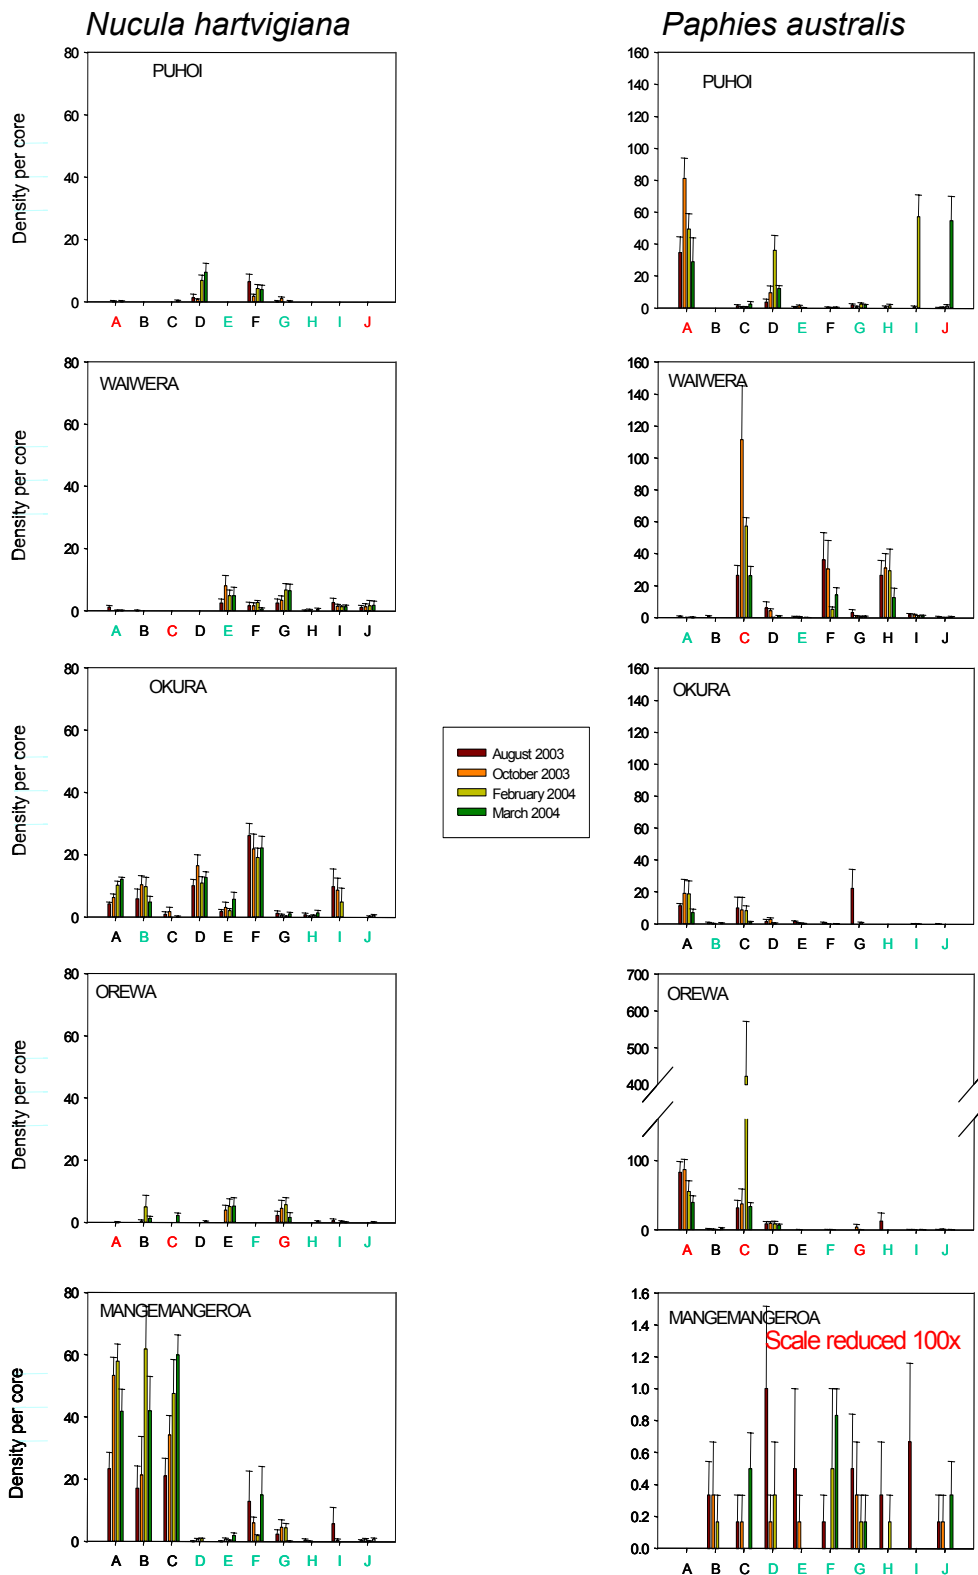 Nucula hartvigiana
Paphies australis
PUHOI
Density per core
80
60
40
20
0
A B C D E F G H I J
PUHOI
160
140
120
100
80
60
40
20
0
A B C D E F G H I J
WAIWERA
Density per core
80
60
40
20
0
A B C D E F G H I J
WAIWERA
160
140
120
100
80
60
40
20
0
A B C D E F G H I J
OKURA
Density per core
80
60
40
20
0
A B C D E F G H I J
August 2003
October 2003
February 2004
March 2004
OKURA
160
140
120
100
80
60
40
20
0
A B C D E F G H I J
OREWA
Density per core
80
60
40
20
0
A B C D E F G H I J
OREWA
700
600
500
400
100
0
A B C D E F G H I J
MANGEMANGEROA
Density per core
80
60
40
20
0
A B C D E F G H I J
MANGEMANGEROA
Scale reduced 100x
1.6
1.4
1.2
1.0
0.8
0.6
0.4
0.2
0.0
A B C D E F G H I J